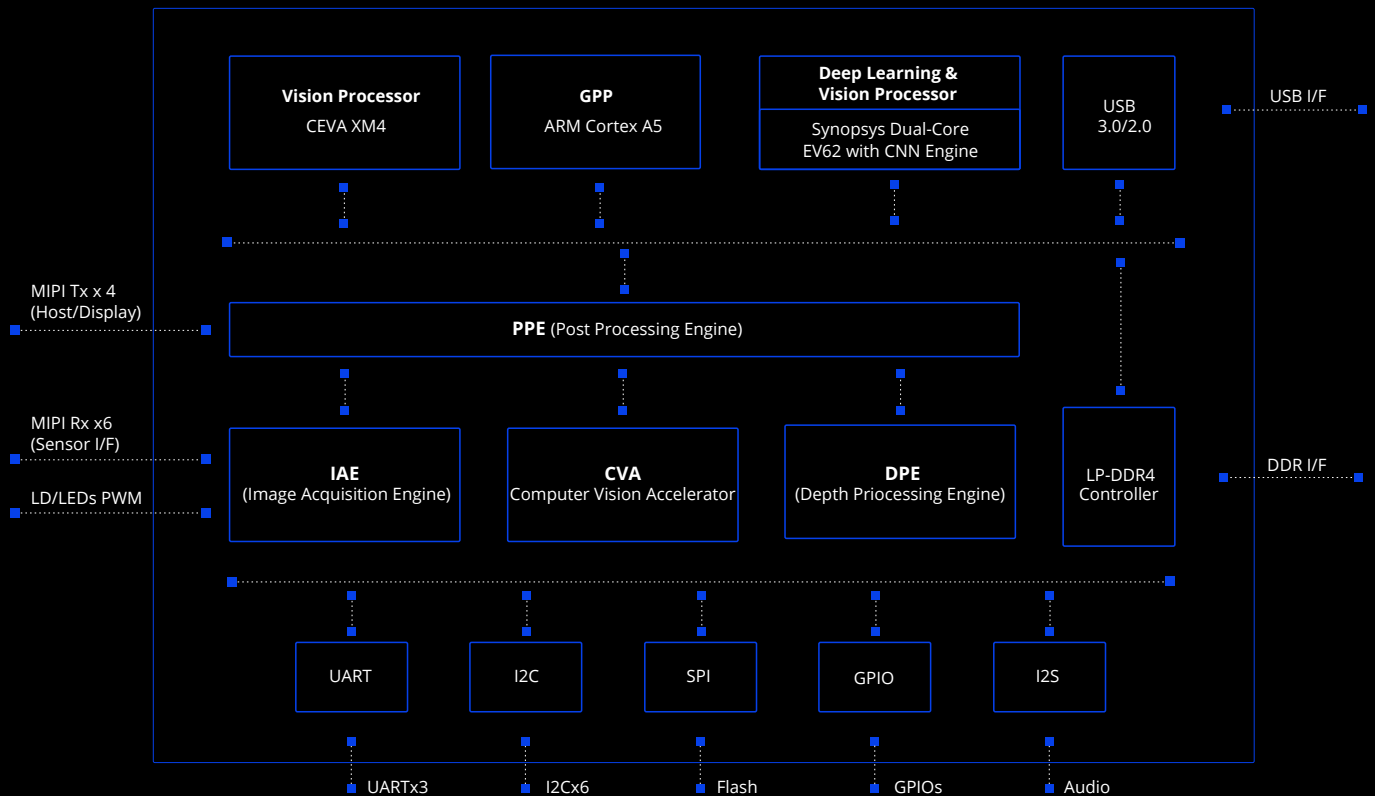 Vision Processor
CEVA XM4
GPP
ARM Cortex A5
Deep Learning &
Vision Processor
Synopsys Dual-Core
EV62 with CNN Engine
USB
3.0/2.0
USB I/F
MIPI Tx x 4
(Host/Display)
PPE (Post Processing Engine)
MIPI Rx x6
(Sensor I/F)
LD/LEDs PWM
IAE
(Image Acquisition Engine)
CVA
Computer Vision Accelerator
DPE
(Depth Priocessing Engine)
LP-DDR4
Controller
DDR I/F
UART
I2C
SPI
GPIO
I2S
UARTx3
I2Cx6
Flash
GPIOs
Audio